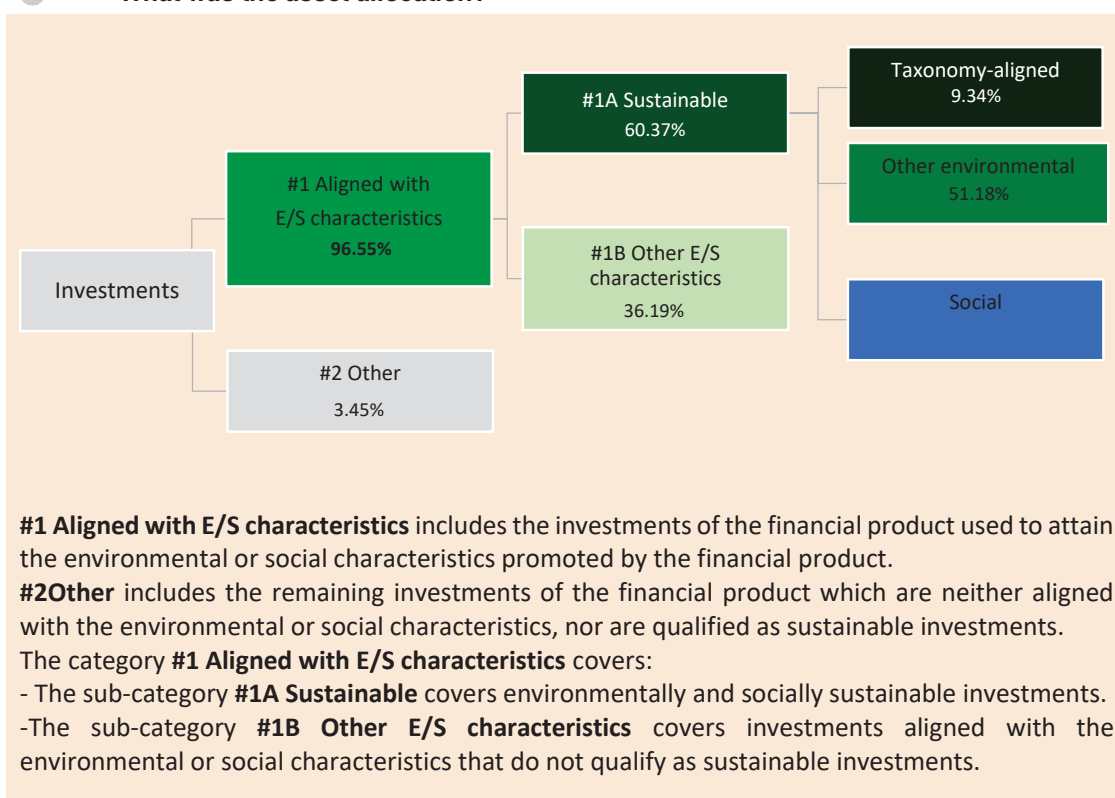 What was the asset allocation?
Taxonomy-aligned
9.34%
#1A Sustainable
60.37%
Other environmental
51.18%
#1 Aligned with
E/S characteristics
96.55%
#1B Other E/S
characteristics
36.19%
Investments
Social
#2 Other
3.45%
#1 Aligned with E/S characteristics includes the investments of the financial product used to attain
the environmental or social characteristics promoted by the financial product.
#2Other includes the remaining investments of the financial product which are neither aligned
with the environmental or social characteristics, nor are qualified as sustainable investments.
The category #1 Aligned with E/S characteristics covers:
- The sub-category #1A Sustainable covers environmentally and socially sustainable investments.
-The sub-category #1B Other E/S characteristics covers investments aligned with the
environmental or social characteristics that do not qualify as sustainable investments.